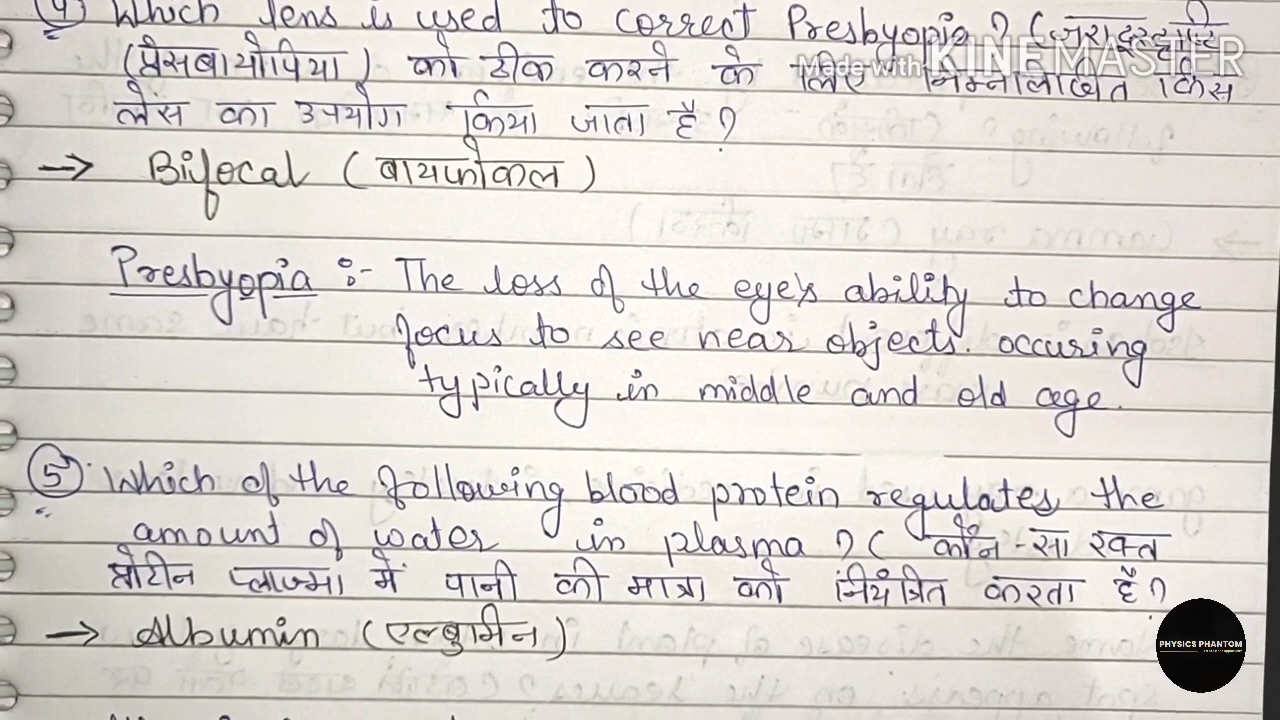 4) Which lens is used to correct Presbyopia? (जरादूरदृष्टि
(प्रेसबायोपिया) को ठीक करने के लिए निम्नलिखित किस
Made with KINEMASTER
लेंस का उपयोग किया जाता है?
→ Bifocal (बायफोकल)
Presbyopia :- The loss of the eye's ability to change
focus to see near objects. occuring
typically in middle and old age.
5 Which of the following blood protein regulates the
amount of water in plasma? (कौन-सा रक्त
प्रोटीन प्लाज्मा में पानी की मात्रा को नियंत्रित करता है?
→ Albumin (एल्बुमिन)
PHYSICS PHANTOM